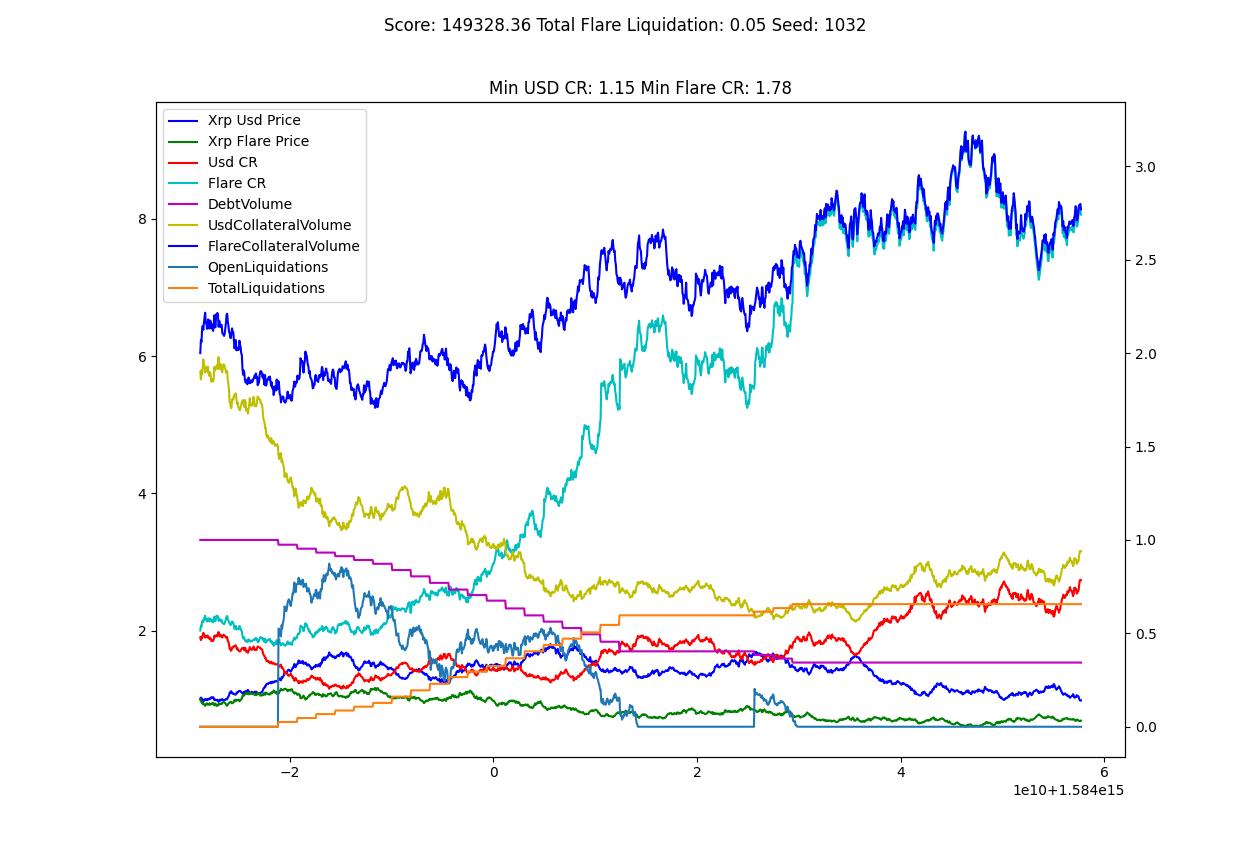 Score: 149328.36 Total Flare Liquidation: 0.05 Seed: 1032
Min USD CR: 1.15 Min Flare CR: 1.78
Xrp Usd Price
Xrp Flare Price
Usd CR
Flare CR
DebtVolume
UsdCollateralVolume
FlareCollateralVolume
OpenLiquidations
TotalLiquidations
8
6
4
2
3.0
2.5
2.0
1.5
1.0
0.5
0.0
−2 0 2 4 6
1e10+1.584e15